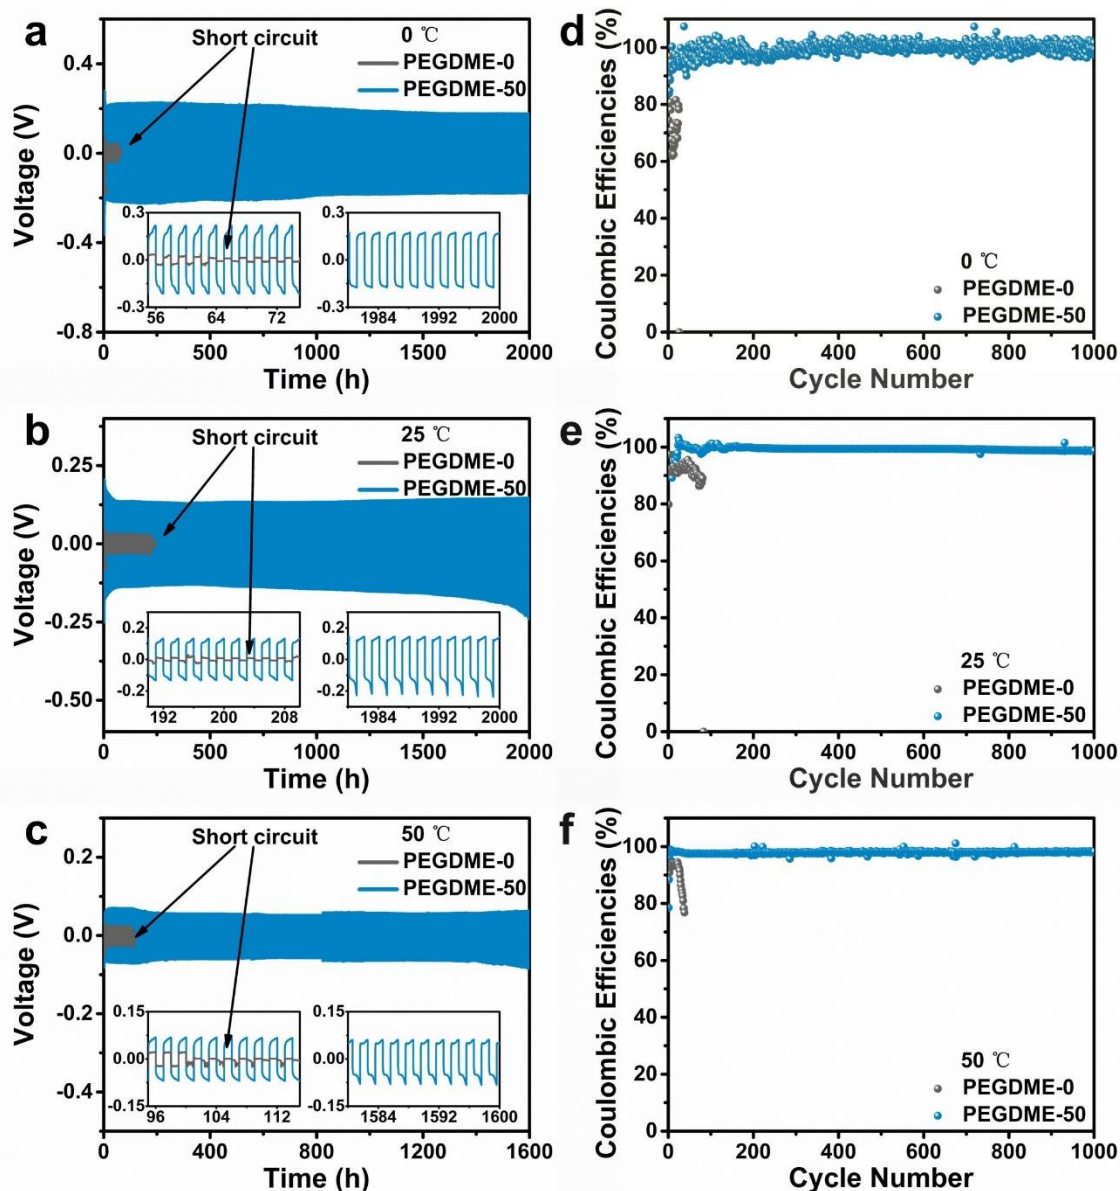 a
Short circuit
0 ℃
PEGDME-0
PEGDME-50
Voltage (V)
0.4
0.0
-0.4
-0.8
0.3
0.0
-0.3
56 64 72
0.3
0.0
-0.3
1984 1992 2000
0 500 1000 1500 2000
Time (h)
d
Coulombic Efficiencies (%)
100
80
60
40
20
0
0 ℃
PEGDME-0
PEGDME-50
0 200 400 600 800 1000
Cycle Number
b
Short circuit
25 ℃
PEGDME-0
PEGDME-50
Voltage (V)
0.25
0.00
-0.25
-0.50
0.2
0.0
-0.2
192 200 208
0.2
0.0
-0.2
1984 1992 2000
0 500 1000 1500 2000
Time (h)
e
Coulombic Efficiencies (%)
100
80
60
40
20
0
25 ℃
PEGDME-0
PEGDME-50
0 200 400 600 800 1000
Cycle Number
c
Short circuit
50 ℃
PEGDME-0
PEGDME-50
Voltage (V)
0.2
0.0
-0.2
-0.4
0.15
0.00
-0.15
96 104 112
0.15
0.00
-0.15
1584 1592 1600
0 400 800 1200 1600
Time (h)
f
Coulombic Efficiencies (%)
100
80
60
40
20
0
50 ℃
PEGDME-0
PEGDME-50
0 200 400 600 800 1000
Cycle Number